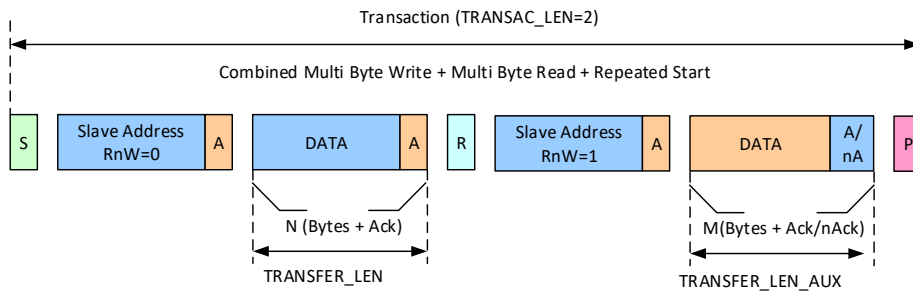 Transaction (TRANSAC_LEN=2)
Combined Multi Byte Write + Multi Byte Read + Repeated Start
S
Slave Address
RnW=0
A
DATA
A
R
Slave Address
RnW=1
A
DATA
A/
nA
P
N (Bytes + Ack)
M(Bytes + Ack/nAck)
TRANSFER_LEN
TRANSFER_LEN_AUX